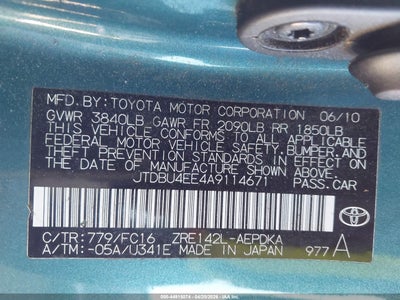 MFD.BY:TOYOTA MOTOR CORPORATION 06/10
GVWR 3840LB GAWR FR 2090LB RR 1850LB
THIS VEHICLE CONFORMS TO ALL APPLICABLE
FEDERAL MOTOR VEHICLE SAFETY, BUMPER,
AND THEFT PREVENTION STANDARDS IN EFFECT
ON THE DATE OF MANUFACTURE SHOWN ABOVE.
JTDBU4EE4A9114671
PASS.CAR
C/TR:779/FC16 ZRE142L-AEPDKA
A/TM:-05A/U341E MADE IN JAPAN 977 A
TOYOTA